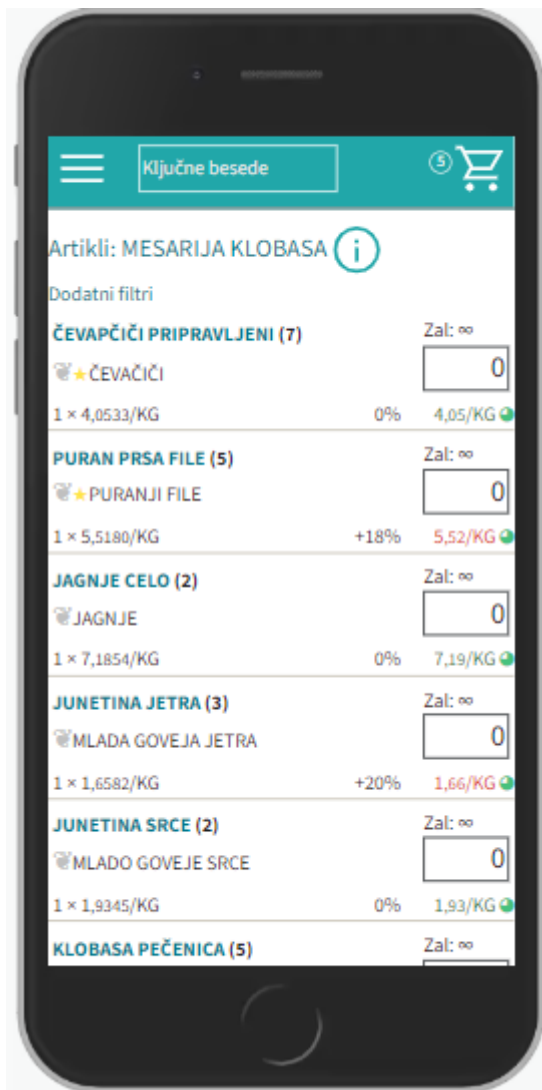 Ključne besede
5
Artikli: MESARIJA KLOBASA i
Dodatni filtri
ČEVAPČIČI PRIPRAVLJENI (7) Zal: ∞
ČEVAČIČI 0
1 × 4,0533/KG 0% 4,05/KG
PURAN PRSA FILE (5) Zal: ∞
PURANJI FILE 0
1 × 5,5180/KG +18% 5,52/KG
JAGNJE CELO (2) Zal: ∞
JAGNJE 0
1 × 7,1854/KG 0% 7,19/KG
JUNETINA JETRA (3) Zal: ∞
MLADA GOVEJA JETRA 0
1 × 1,6582/KG +20% 1,66/KG
JUNETINA SRCE (2) Zal: ∞
MLADO GOVEJE SRCE 0
1 × 1,9345/KG 0% 1,93/KG
KLOBASA PEČENICA (5) Zal: ∞